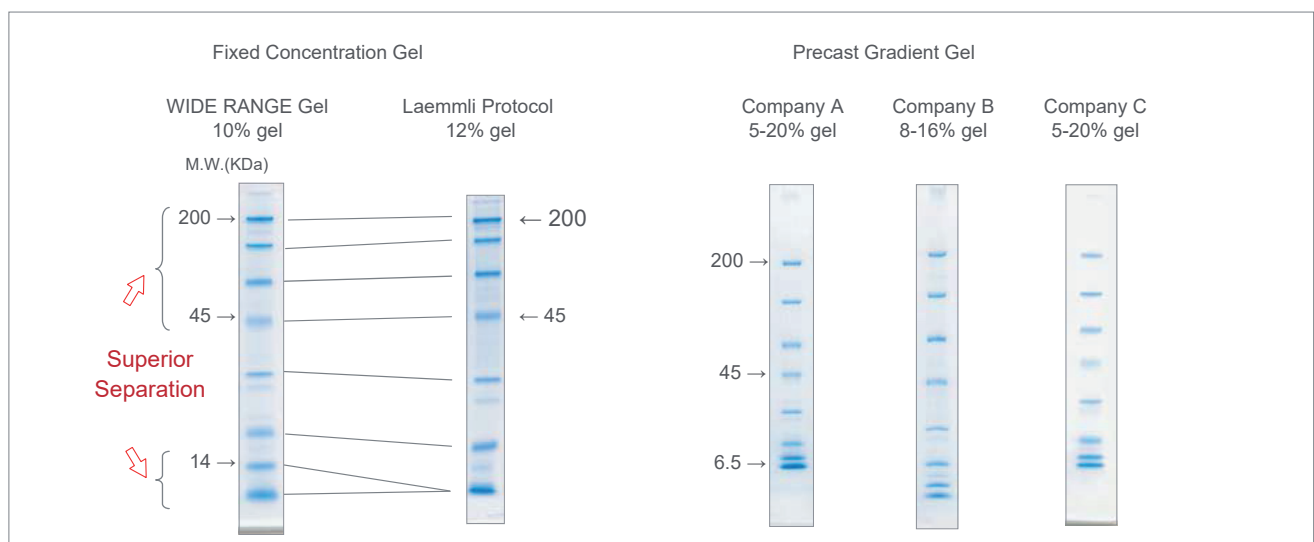 Fixed Concentration Gel
Precast Gradient Gel
WIDE RANGE Gel
10% gel
Laemmli Protocol
12% gel
Company A
5-20% gel
Company B
8-16% gel
Company C
5-20% gel
M.W.(KDa)
200 →
← 200
200 →
45 →
← 45
45 →
Superior
Separation
14 →
6.5 →